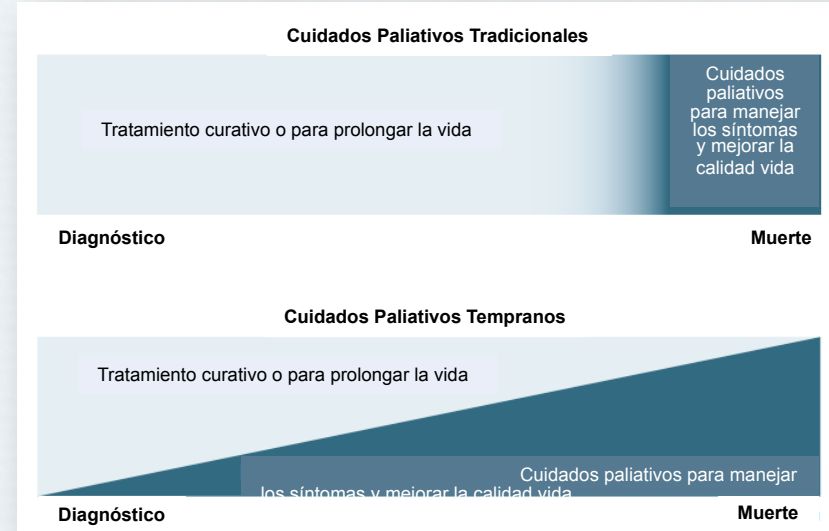 Cuidados Paliativos Tradicionales
Tratamiento curativo o para prolongar la vida
Cuidados
paliativos
para manejar
los síntomas
y mejorar la
calidad vida
Diagnóstico
Muerte
Cuidados Paliativos Tempranos
Tratamiento curativo o para prolongar la vida
Cuidados paliativos para manejar
los síntomas y mejorar la calidad vida
Diagnóstico
Muerte